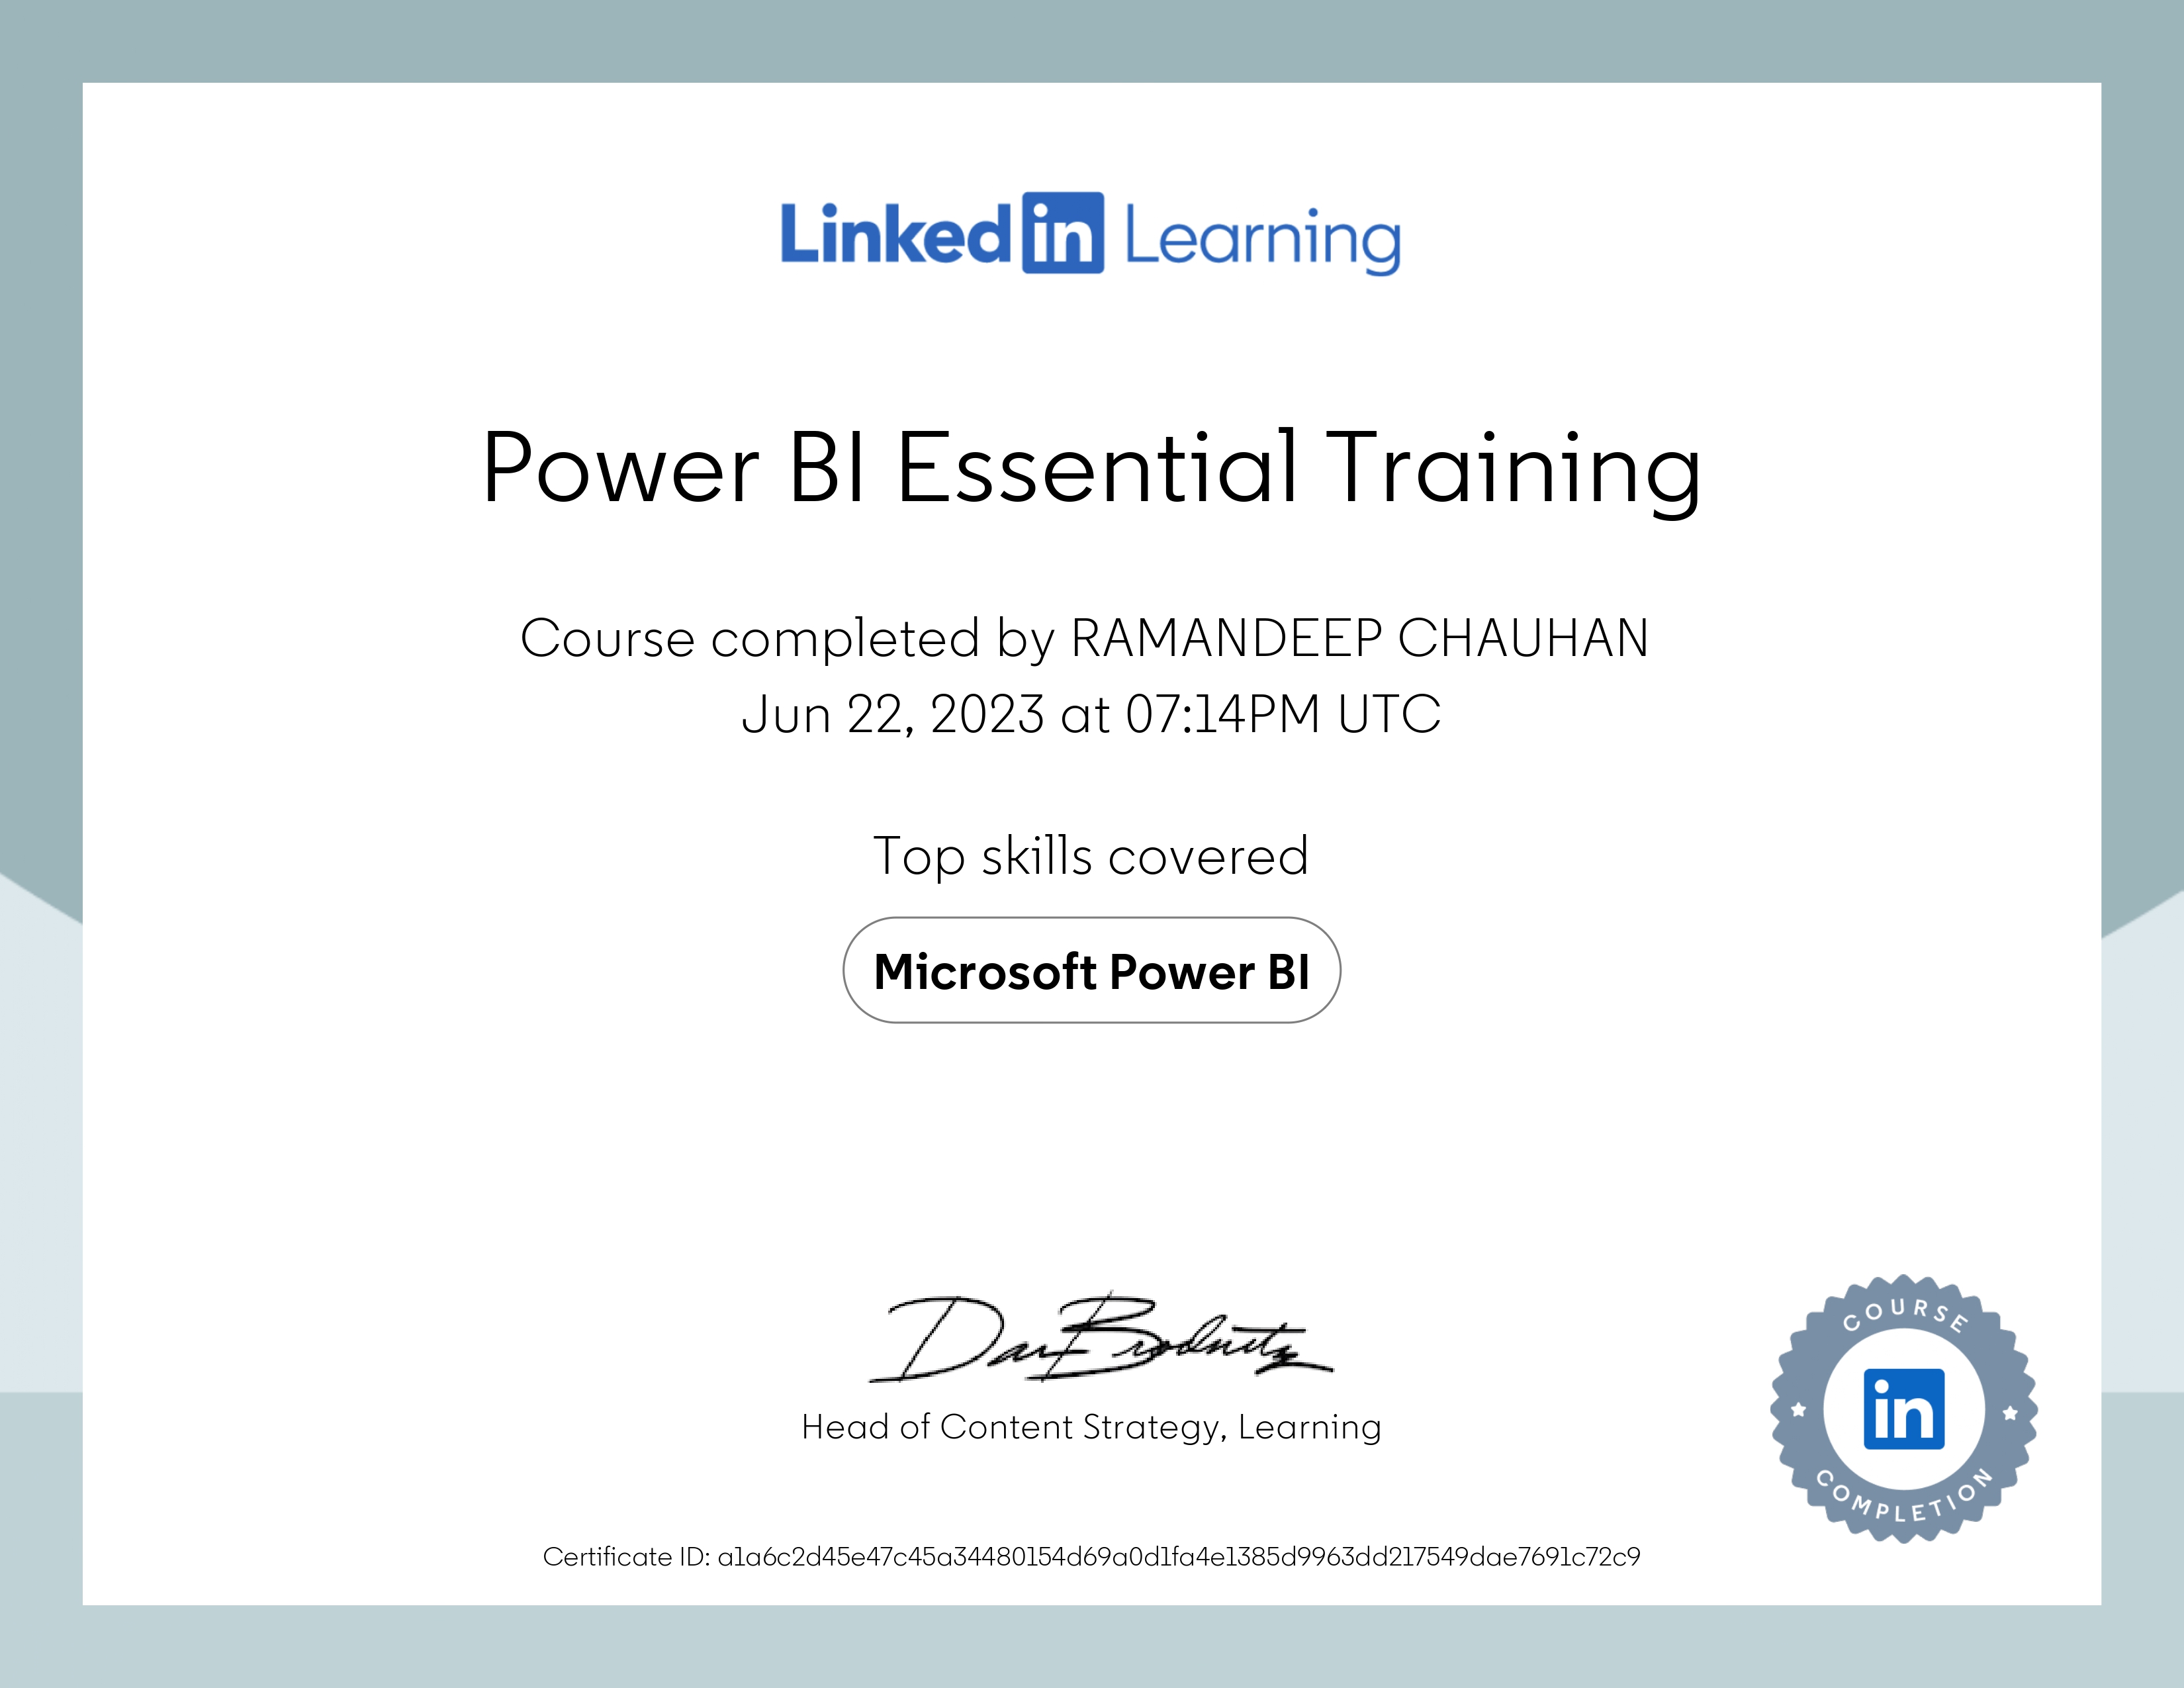 Linked in Learning
Power BI Essential Training
Course completed by RAMANDEEP CHAUHAN
Jun 22, 2023 at 07:14PM UTC
Top skills covered
Microsoft Power BI
Dan Brodnitz
Head of Content Strategy, Learning
COURSE
in
COMPLETION
Certificate ID: a1a6c2d45e47c45a34480154d69a0d1fa4e1385d9963dd217549dae7691c72c9